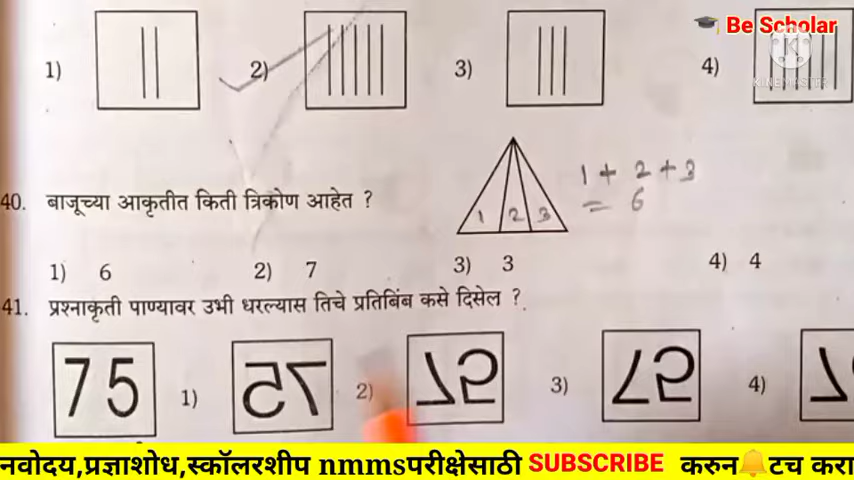 Be Scholar
1) 2) 3) 4)
KINEMASTER
40. बाजूच्या आकृतीत किती त्रिकोण आहेत ?
1 + 2 + 3
= 6
1 2 3
1) 6 2) 7 3) 3 4) 4
41. प्रश्नाकृती पाण्यावर उभी धरल्यास तिचे प्रतिबिंब कसे दिसेल ?
75 1) 2) 3) 4)
नवोदय,प्रज्ञाशोध,स्कॉलरशीप nmmsपरीक्षेसाठी SUBSCRIBE करुन🔔टच करा